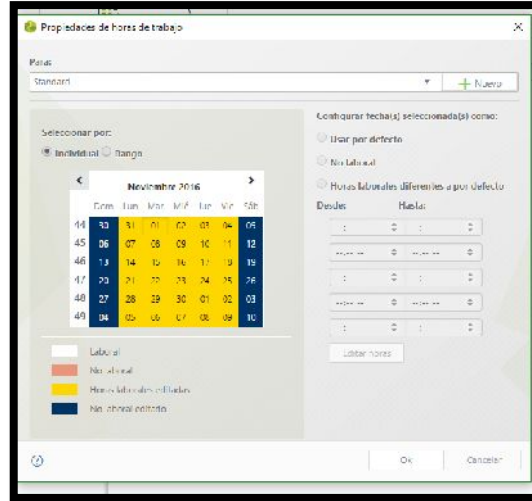 Propiedades de horas de trabajo
Para:
Standard
Nuevo
Seleccionar por:
Individual Rango
Noviembre 2016
Dom Lun Mar Mié Jue Vie Sáb
44 30 31 01 02 03 04 05
45 06 07 08 09 10 11 12
46 13 14 15 16 17 18 19
47 20 21 22 23 24 25 26
48 27 28 29 30 01 02 03
49 04 05 06 07 08 09 10
Laboral
No laboral
Horas laborales editadas
No laboral editado
Configurar fecha(s) seleccionada(s) como:
Usar por defecto
No laboral
Horas laborales diferentes a por defecto
Desde: Hasta:
: :
--:-- -- --:-- --
: :
--:-- -- --:-- --
: :
Editar horas
Ok Cancelar